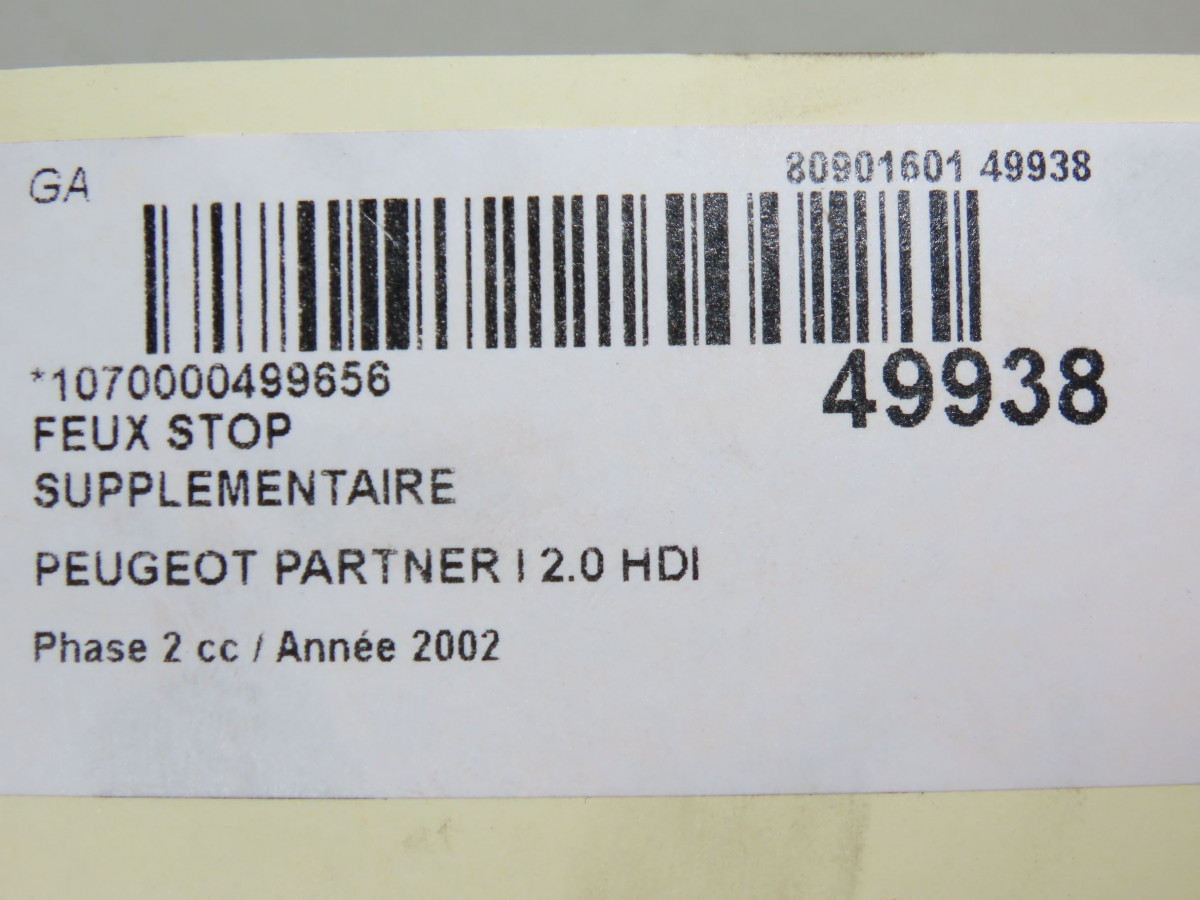 GA
80901601 49938
*1070000499656
49938
FEUX STOP
SUPPLEMENTAIRE
PEUGEOT PARTNER I 2.0 HDI
Phase 2 cc / Année 2002